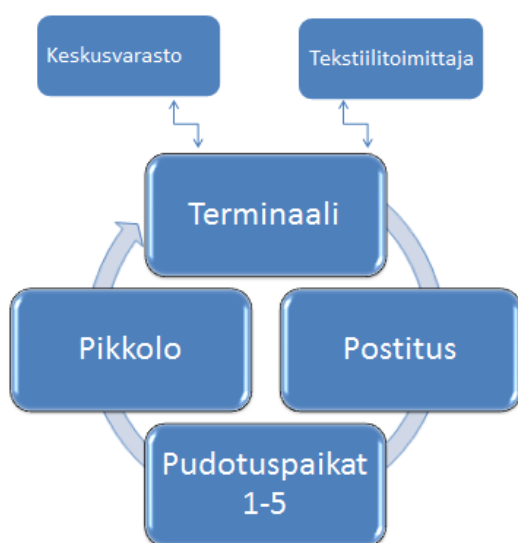 Keskusvarasto
Tekstiilitoimittaja
Terminaali
Pikkolo
Postitus
Pudotuspaikat
1-5